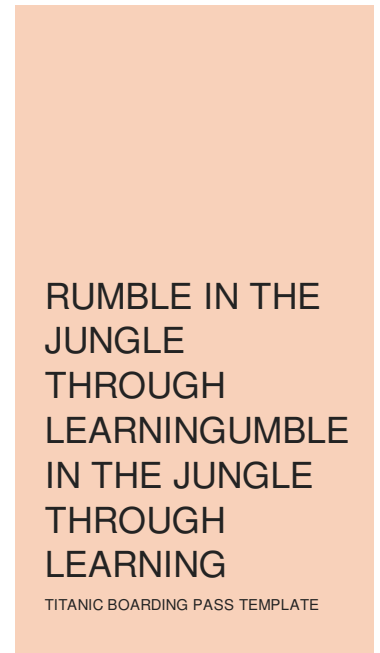 RUMBLE IN THE
JUNGLE
THROUGH
LEARNINGUMBLE
IN THE JUNGLE
THROUGH
LEARNING
TITANIC BOARDING PASS TEMPLATE